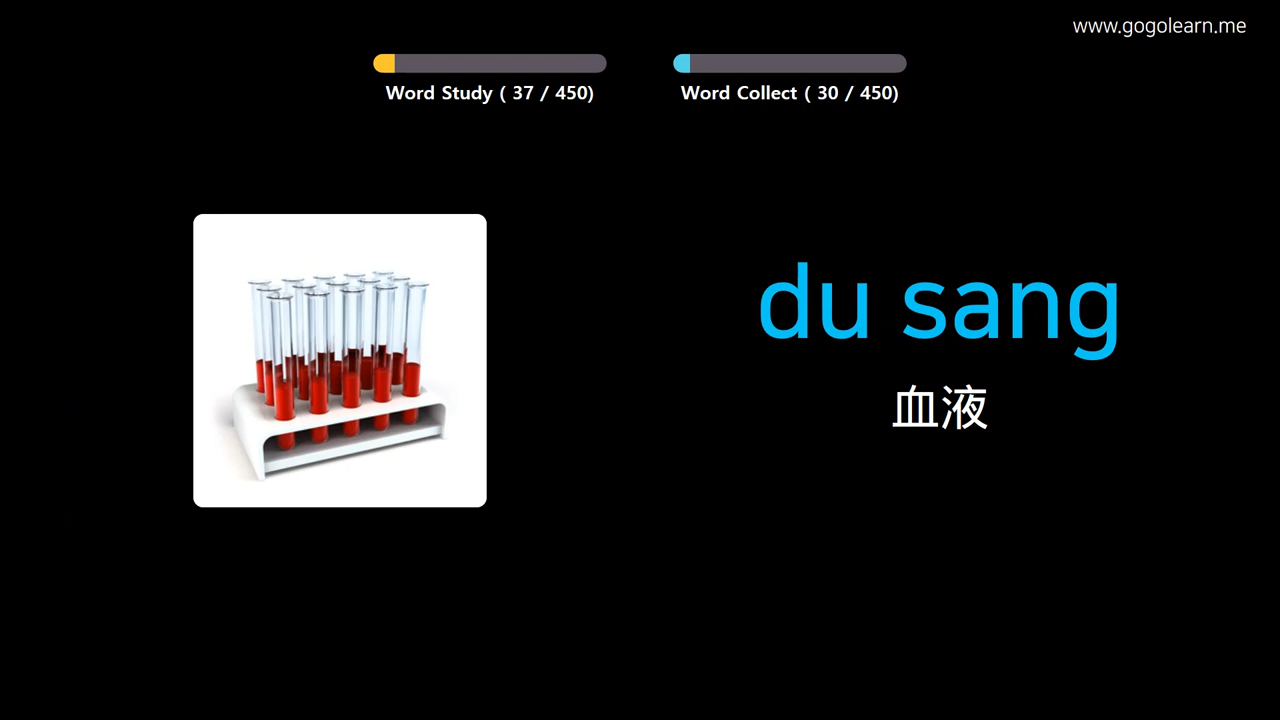 www.gogolearn.me
Word Study ( 37 / 450)
Word Collect ( 30 / 450)
du sang
血液